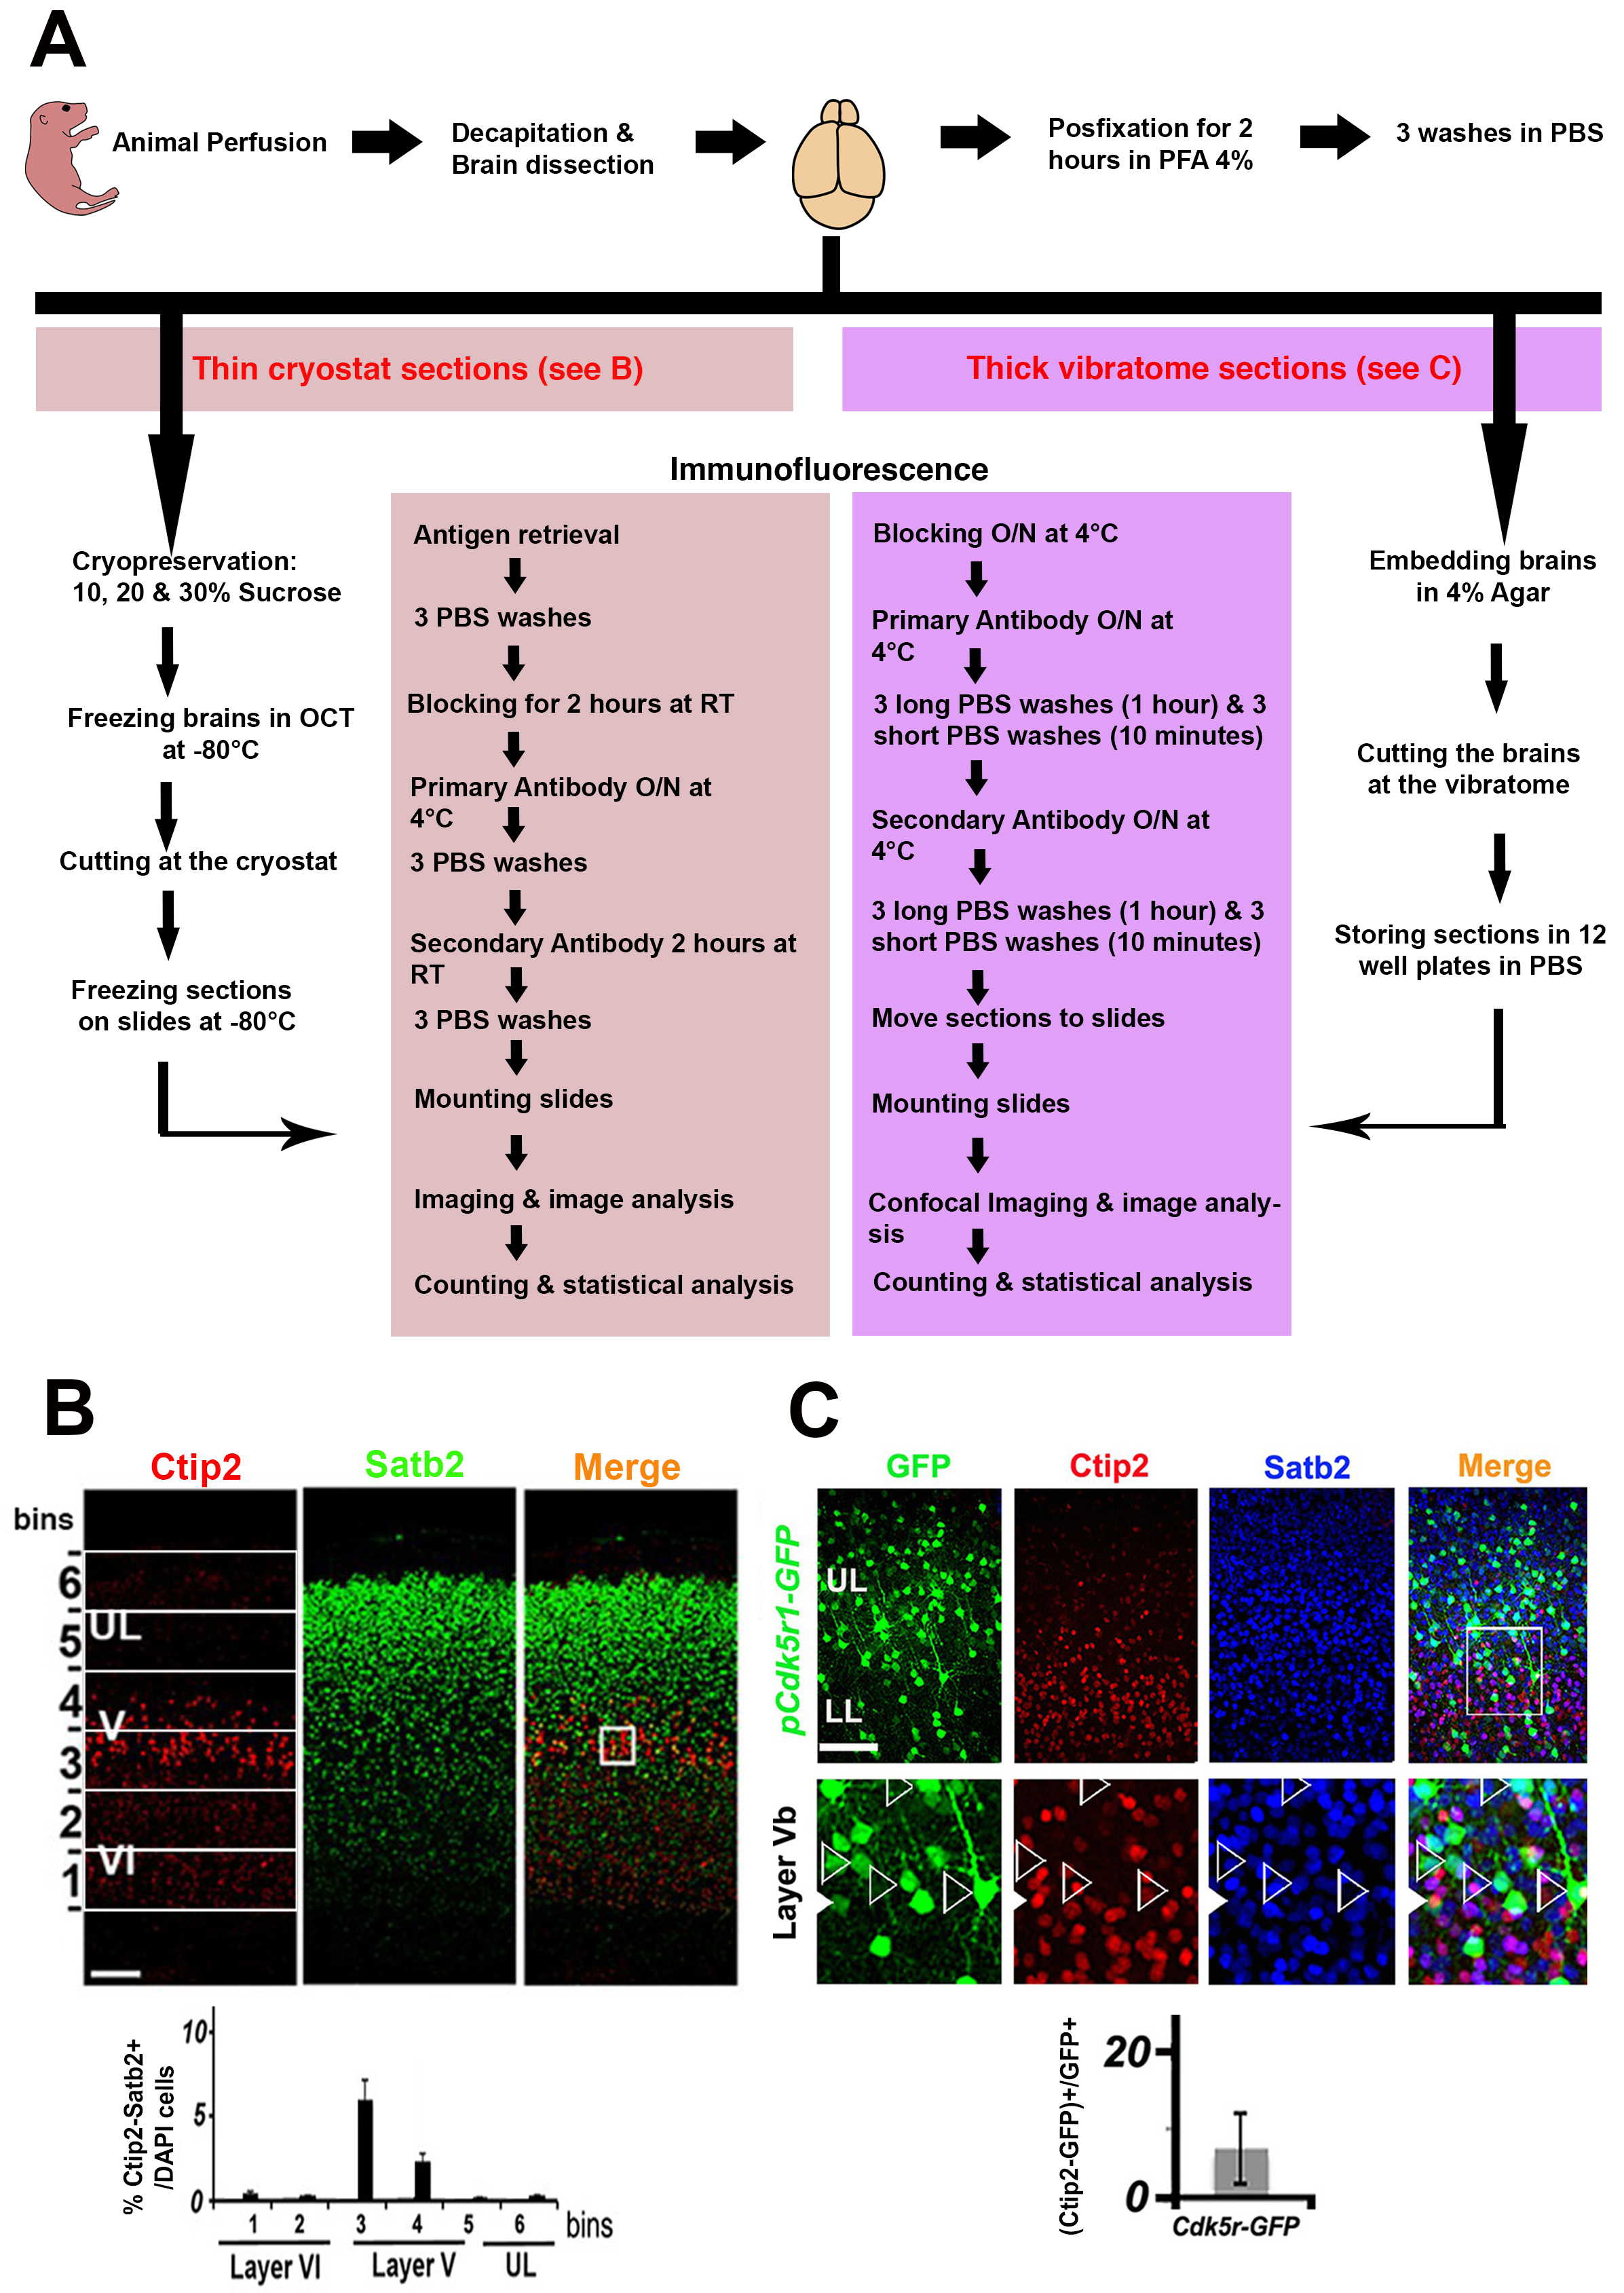 A
Animal Perfusion
Decapitation &
Brain dissection
Posfixation for 2
hours in PFA 4%
3 washes in PBS
Thin cryostat sections (see B)
Thick vibratome sections (see C)
Immunofluorescence
Cryopreservation:
10, 20 & 30% Sucrose
Freezing brains in OCT
at -80°C
Cutting at the cryostat
Freezing sections
on slides at -80°C
Antigen retrieval
3 PBS washes
Blocking for 2 hours at RT
Primary Antibody O/N at
4°C
3 PBS washes
Secondary Antibody 2 hours at
RT
3 PBS washes
Mounting slides
Imaging & image analysis
Counting & statistical analysis
Blocking O/N at 4°C
Primary Antibody O/N at
4°C
3 long PBS washes (1 hour) & 3
short PBS washes (10 minutes)
Secondary Antibody O/N at
4°C
3 long PBS washes (1 hour) & 3
short PBS washes (10 minutes)
Move sections to slides
Mounting slides
Confocal Imaging & image analy-
sis
Counting & statistical analysis
Embedding brains
in 4% Agar
Cutting the brains
at the vibratome
Storing sections in 12
well plates in PBS
B
Ctip2
Satb2
Merge
bins
6
UL
5
4
V
3
2
VI
1
% Ctip2-Satb2+
/DAPI cells
10
5
0
1
2
3
4
5
6
bins
Layer VI
Layer V
UL
C
GFP
Ctip2
Satb2
Merge
pCdk5r1-GFP
UL
LL
Layer Vb
(Ctip2-GFP)+/GFP+
20
0
Cdk5r-GFP